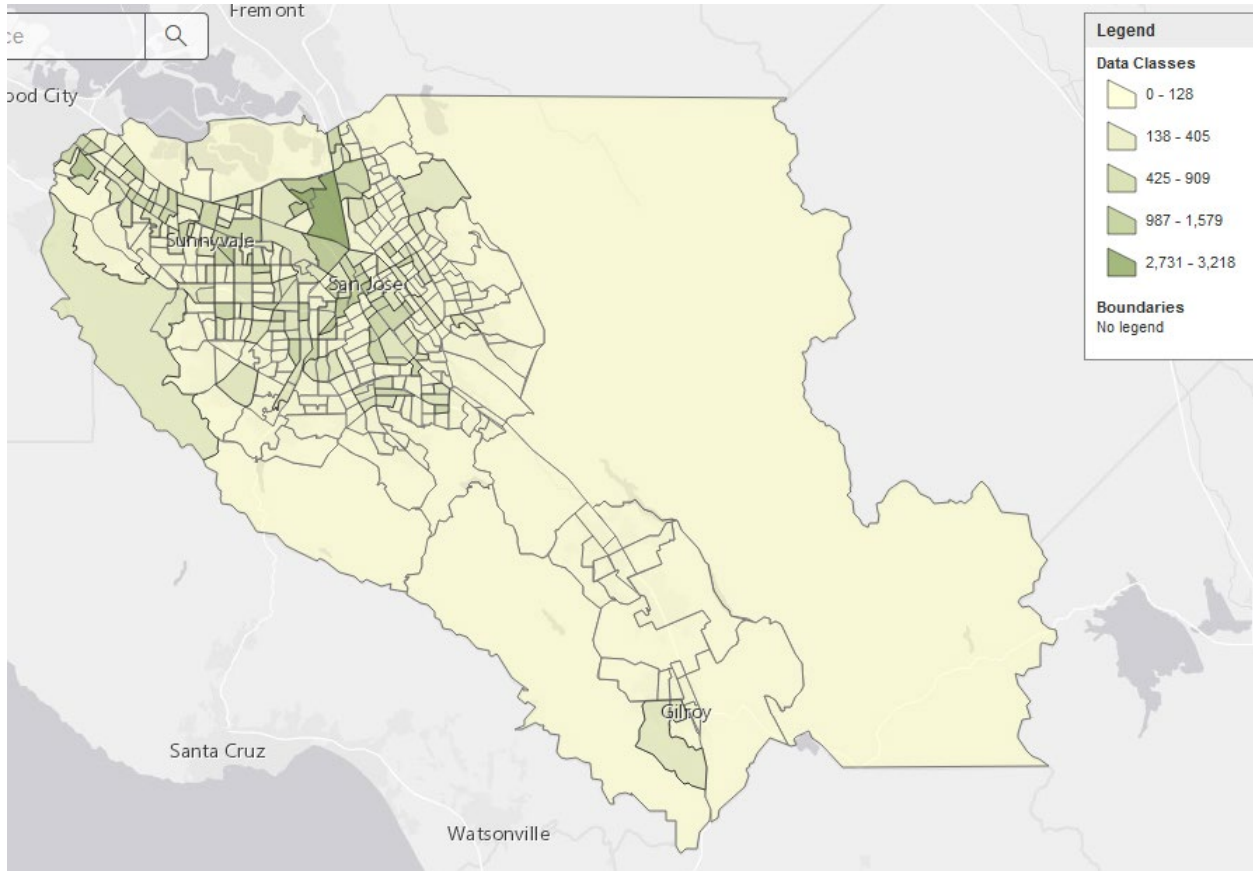 Fremont
ce
ood City
Sunnyvale
San Jose
Gilroy
Santa Cruz
Watsonville
Legend
Data Classes
0 - 128
138 - 405
425 - 909
987 - 1,579
2,731 - 3,218
Boundaries
No legend